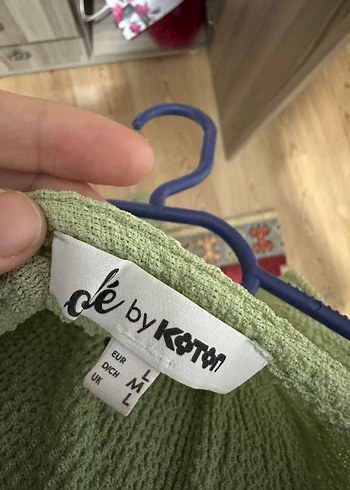 olé by KOTON
EUR L
D/CH M
UK L